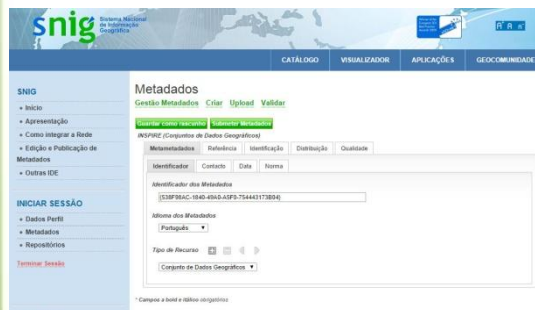 snig Sistema Nacional
de Informação
Geográfica
A A A
CATÁLOGO VISUALIZADOR APLICAÇÕES GEOCOMUNIDADE
SNIG
Início
Apresentação
Como integrar a Rede
Edição e Publicação de
Metadados
Outras IDE
INICIAR SESSÃO
Dados Perfil
Metadados
Repositórios
Terminar Sessão
Metadados
Gestão Metadados Criar Upload Validar
Guardar como rascunho Submeter Metadados
INSPIRE (Conjuntos de Dados Geográficos)
Metametadados Referência Identificação Distribuição Qualidade
Identificador Contacto Data Norma
Identificador dos Metadados
Idioma dos Metadados
Português
Tipo de Recurso
Conjunto de Dados Geográficos
* Campos a bold e itálico obrigatórios